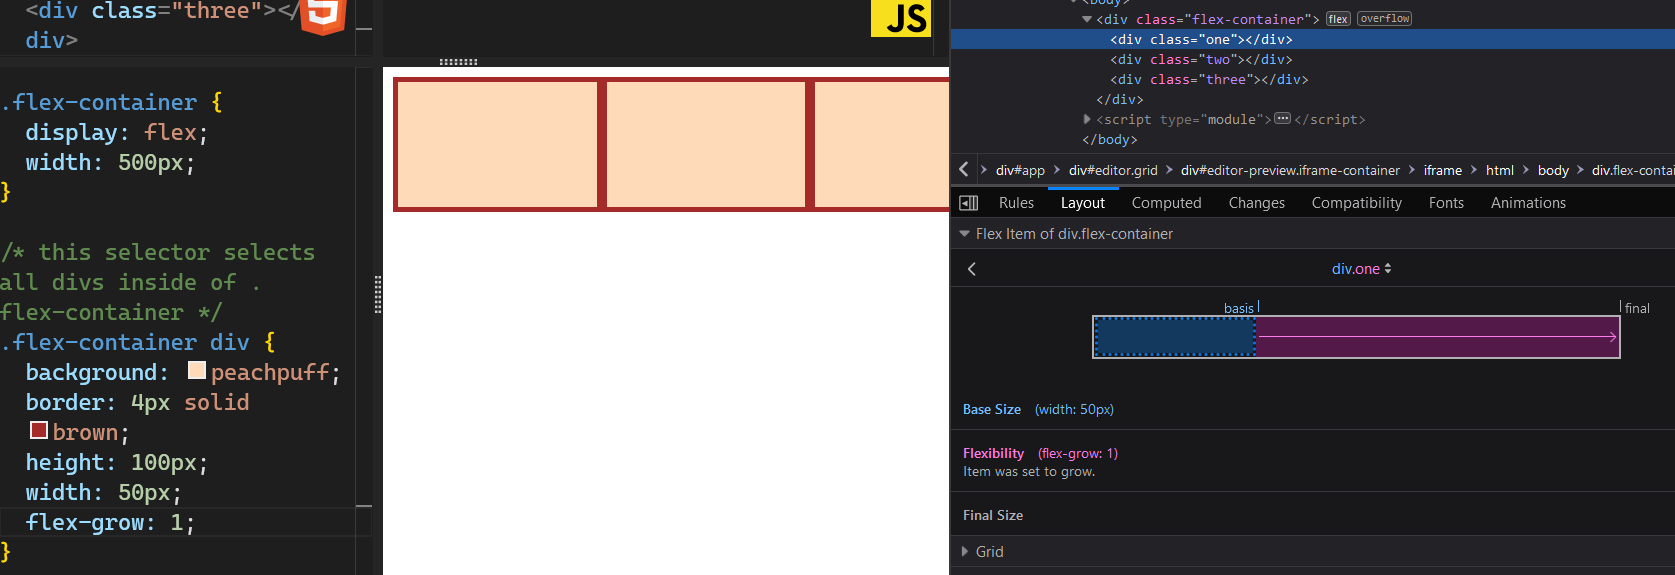 <div class="three"></
div>
.flex-container {
display: flex;
width: 500px;
}
/* this selector selects
all divs inside of .
flex-container */
.flex-container div {
background: peachpuff;
border: 4px solid
brown;
height: 100px;
width: 50px;
flex-grow: 1;
}
JS
<body>
<div class="flex-container"> flex overflow
<div class="one"></div>
<div class="two"></div>
<div class="three"></div>
</div>
<script type="module"> ••• </script>
</body>
div#app > div#editor.grid > div#editor-preview.iframe-container > iframe > html > body > div.flex-contai
Rules Layout Computed Changes Compatibility Fonts Animations
Flex Item of div.flex-container
div.one
basis final
Base Size (width: 50px)
Flexibility (flex-grow: 1)
Item was set to grow.
Final Size
Grid